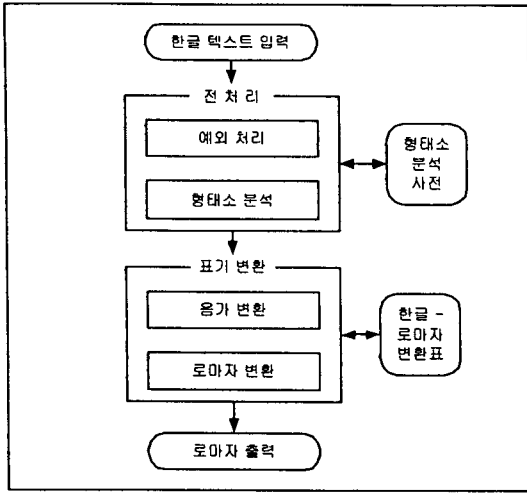 한글 텍스트 입력
전 처리
예외 처리
형태소 분석
형태소
분석
사전
표기 변환
음가 변환
로마자 변환
한글 -
로마자
변환표
로마자 출력